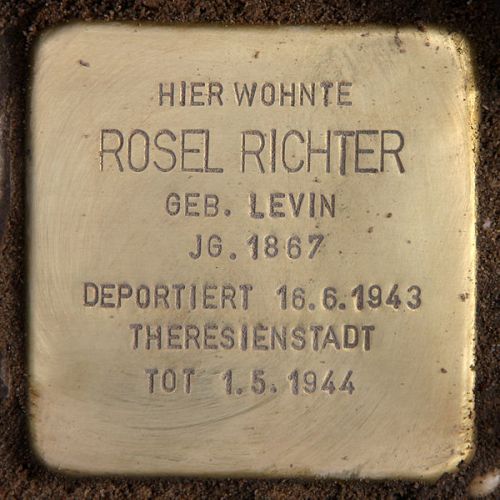 HIER WOHNTE
ROSEL RICHTER
GEB. LEVIN
JG. 1867
DEPORTIERT 16.6.1943
THERESIENSTADT
TOT 1.5.1944